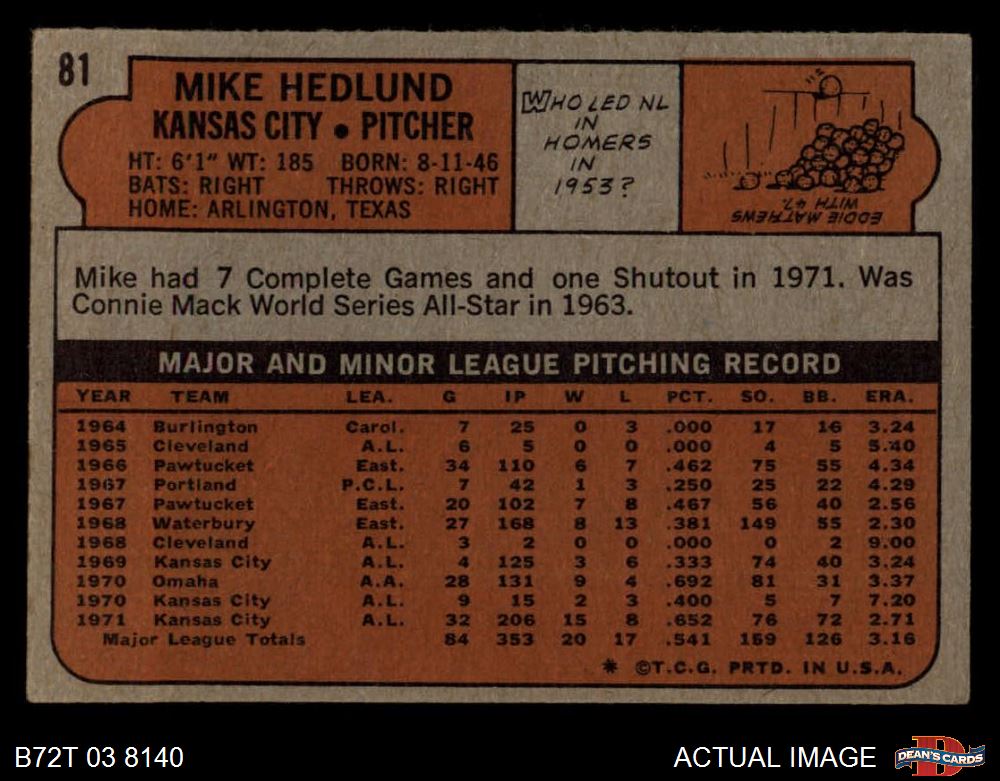 81
MIKE HEDLUND
KANSAS CITY • PITCHER
HT: 6'1" WT: 185 BORN: 8-11-46
BATS: RIGHT THROWS: RIGHT
HOME: ARLINGTON, TEXAS
WHO LED NL
IN
HOMERS
IN
1953?
EDDIE MATHEWS
WITH 47.
Mike had 7 Complete Games and one Shutout in 1971. Was
Connie Mack World Series All-Star in 1963.
MAJOR AND MINOR LEAGUE PITCHING RECORD
YEAR TEAM LEA. G IP W L PCT. SO. BB. ERA.
1964 Burlington Carol. 7 25 0 3 .000 17 16 3.24
1965 Cleveland A.L. 6 5 0 0 .000 4 5 5.40
1966 Pawtucket East. 34 110 6 7 .462 75 55 4.34
1967 Portland P.C.L. 7 42 1 3 .250 25 22 4.29
1967 Pawtucket East. 20 102 7 8 .467 56 40 2.56
1968 Waterbury East. 27 168 8 13 .381 149 55 2.30
1968 Cleveland A.L. 3 2 0 0 .000 0 2 9.00
1969 Kansas City A.L. 4 125 3 6 .333 74 40 3.24
1970 Omaha A.A. 28 131 9 4 .692 81 31 3.37
1970 Kansas City A.L. 9 15 2 3 .400 5 7 7.20
1971 Kansas City A.L. 32 206 15 8 .652 76 72 2.71
Major League Totals 84 353 20 17 .541 159 126 3.16
* ©T.C.G. PRTD. IN U.S.A.
B72T 03 8140
ACTUAL IMAGE
D
DEAN'S CARDS